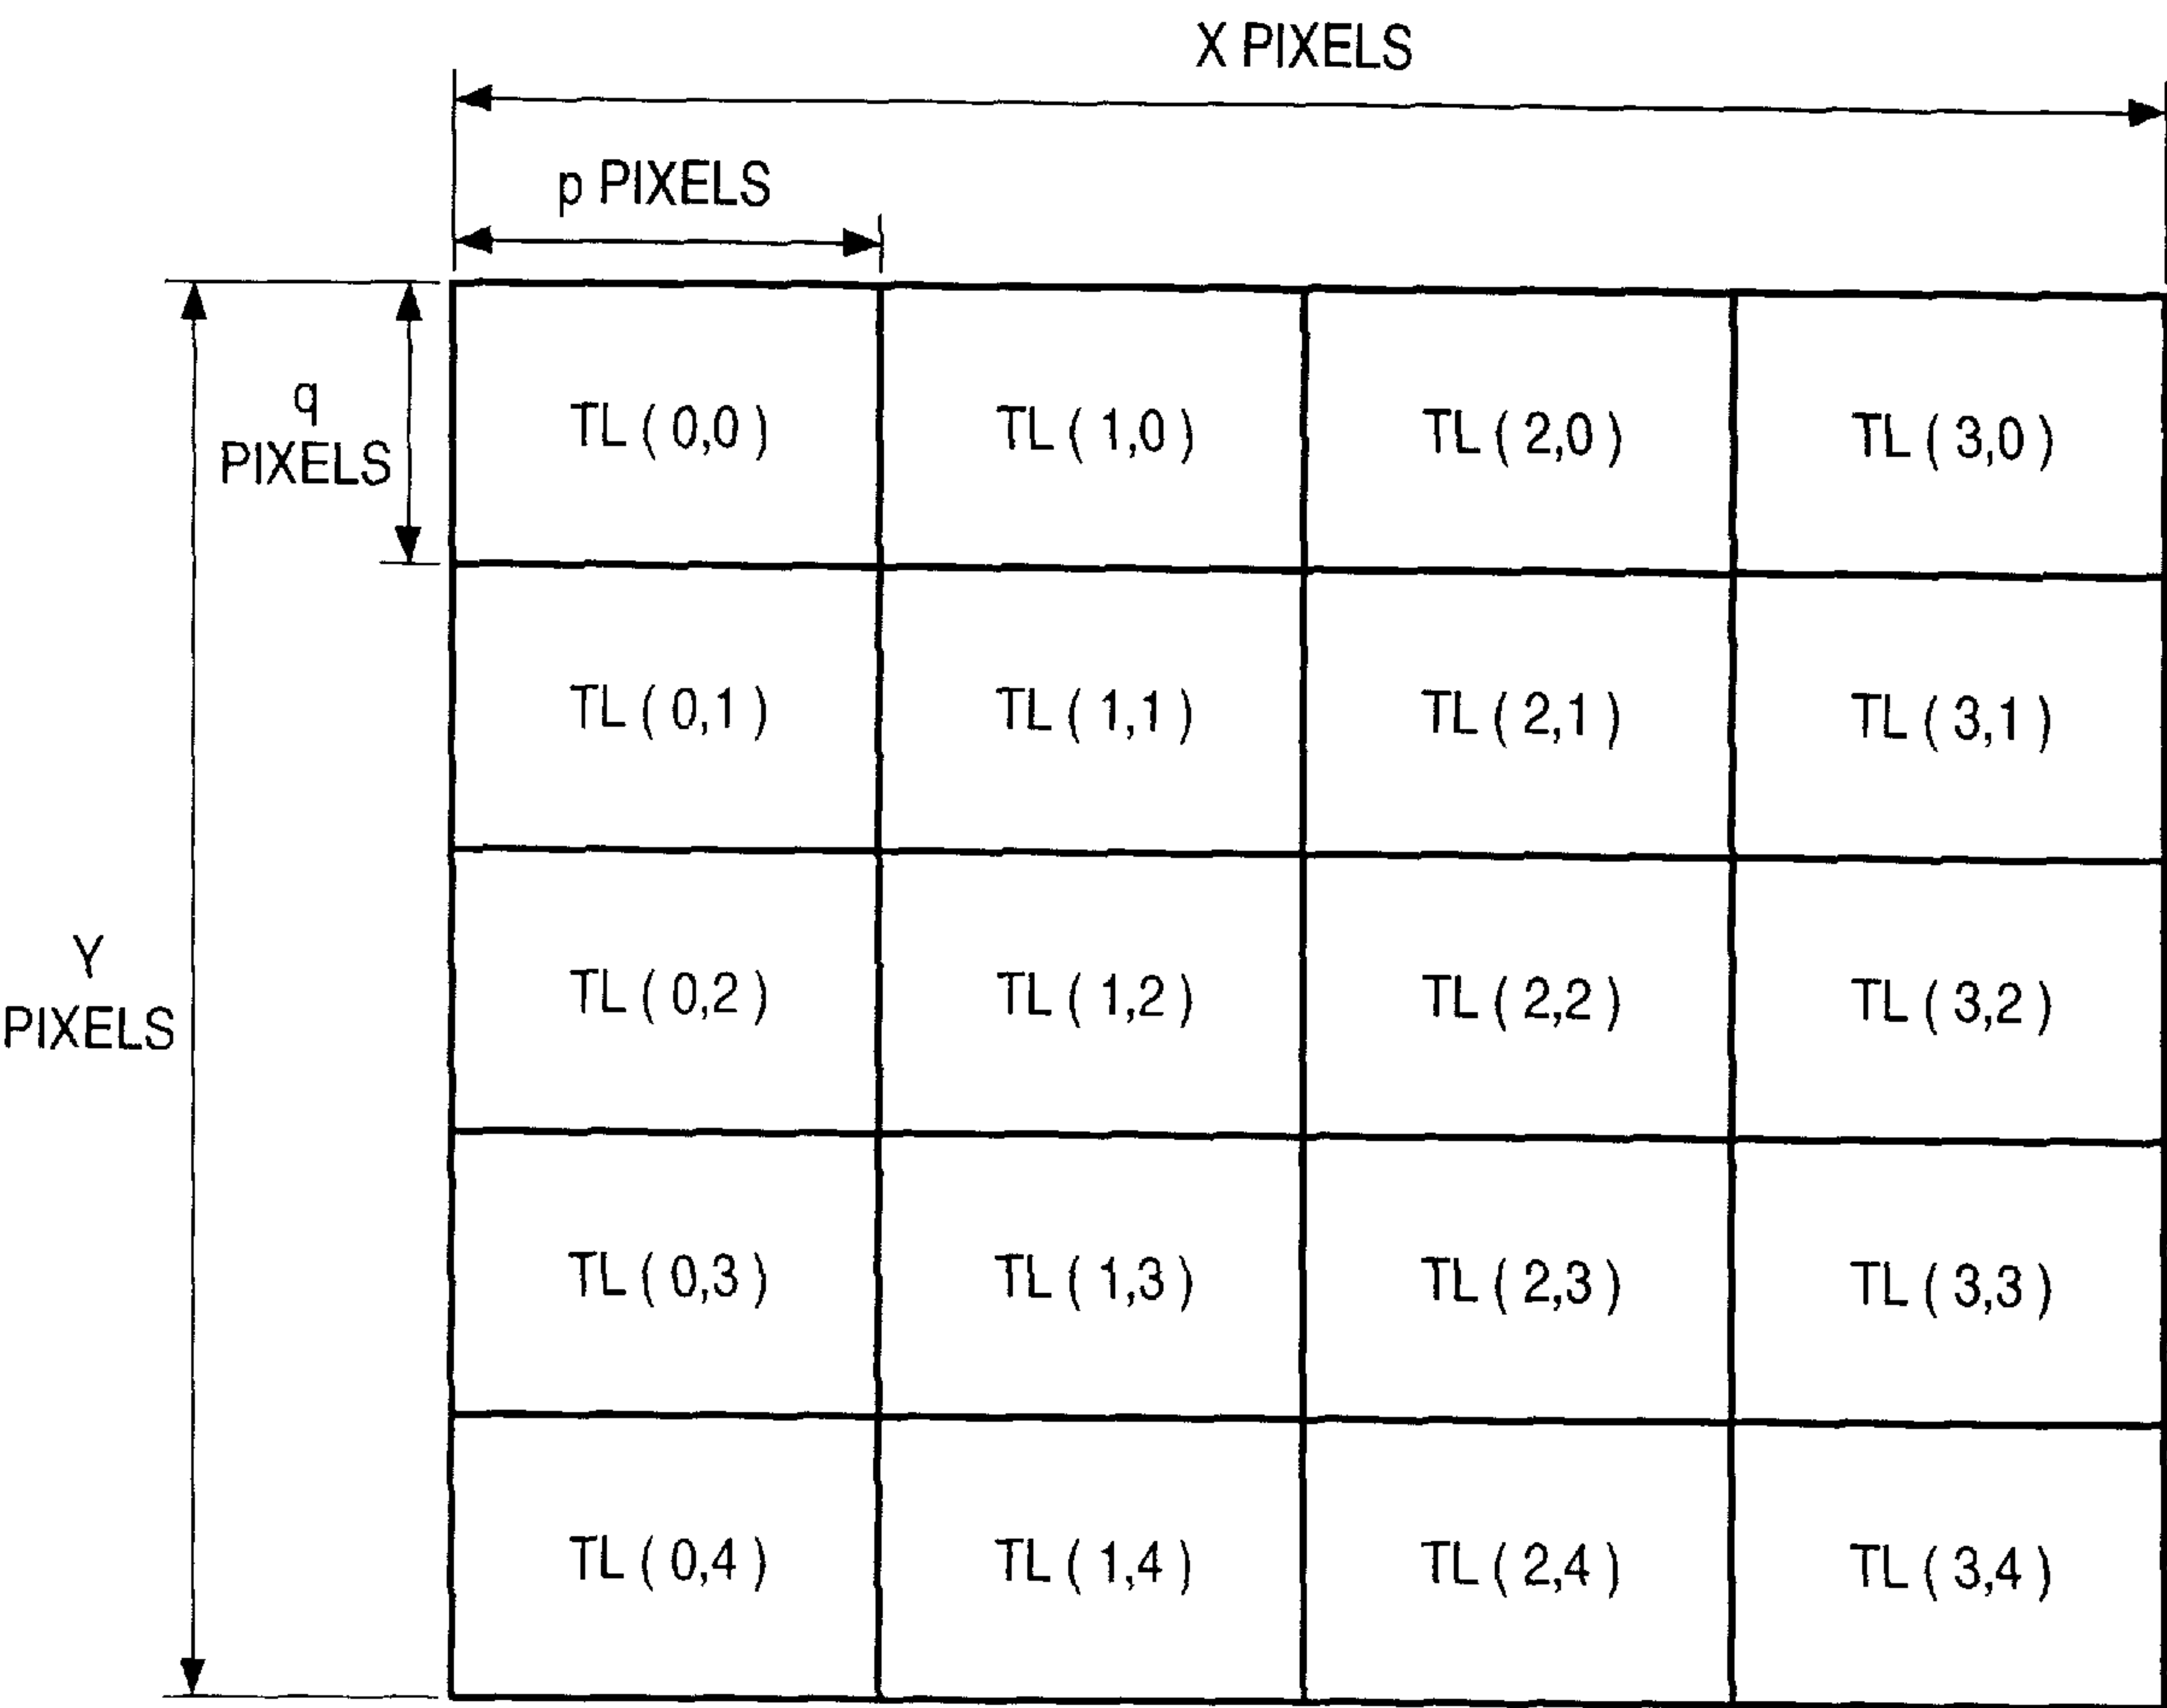 X PIXELS
p PIXELS
q
PIXELS
TL ( 0,0 ) TL ( 1,0 ) TL ( 2,0 ) TL ( 3,0 )
TL ( 0,1 ) TL ( 1,1 ) TL ( 2,1 ) TL ( 3,1 )
Y
PIXELS
TL ( 0,2 ) TL ( 1,2 ) TL ( 2,2 ) TL ( 3,2 )
TL ( 0,3 ) TL ( 1,3 ) TL ( 2,3 ) TL ( 3,3 )
TL ( 0,4 ) TL ( 1,4 ) TL ( 2,4 ) TL ( 3,4 )